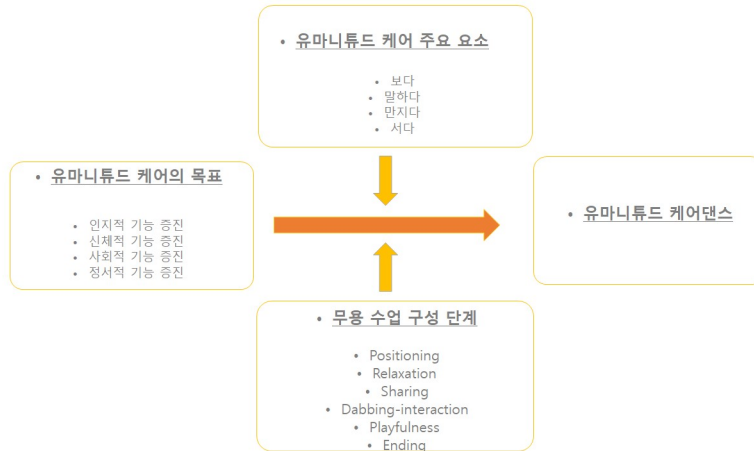 유마니튜드 케어 주요 요소
보다
말하다
만지다
서다
유마니튜드 케어의 목표
인지적 기능 증진
신체적 기능 증진
사회적 기능 증진
정서적 기능 증진
유마니튜드 케어댄스
무용 수업 구성 단계
Positioning
Relaxation
Sharing
Dabbing-interaction
Playfulness
Ending